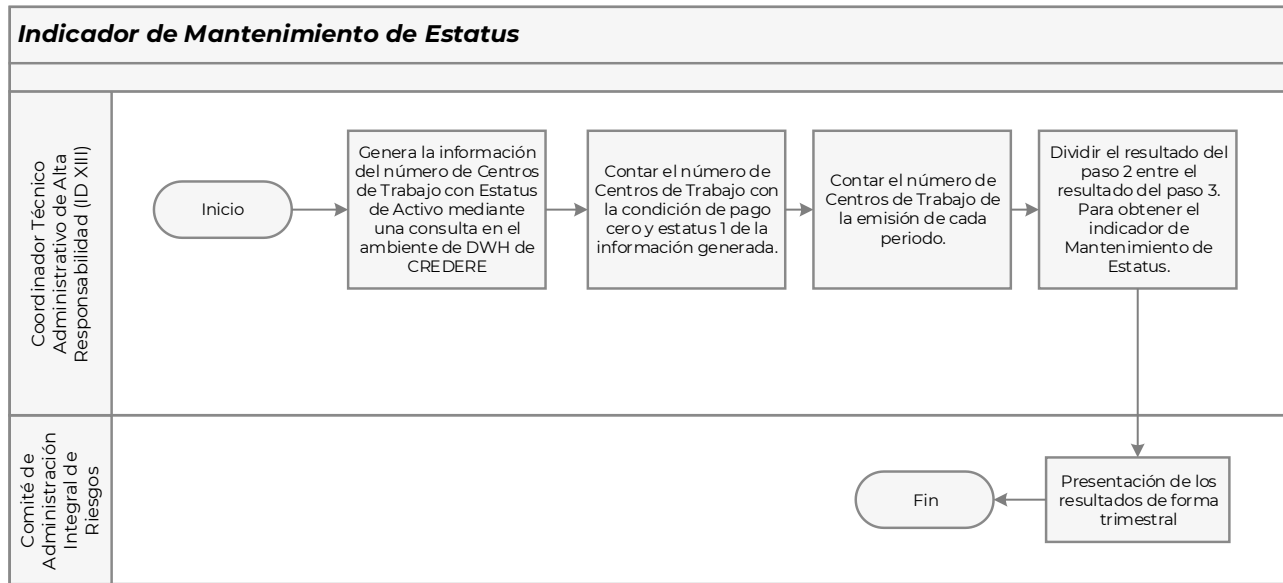 Indicador de Mantenimiento de Estatus
Coordinador Técnico
Administrativo de Alta
Responsabilidad (ID XIII)
Inicio
Genera la información
del número de Centros
de Trabajo con Estatus
de Activo mediante
una consulta en el
ambiente de DWH de
CREDERE
Contar el número de
Centros de Trabajo con
la condición de pago
cero y estatus 1 de la
información generada.
Contar el número de
Centros de Trabajo de
la emisión de cada
periodo.
Dividir el resultado del
paso 2 entre el
resultado del paso 3.
Para obtener el
indicador de
Mantenimiento de
Estatus.
Comité de
Administración
Integral de
Riesgos
Presentación de los
resultados de forma
trimestral
Fin